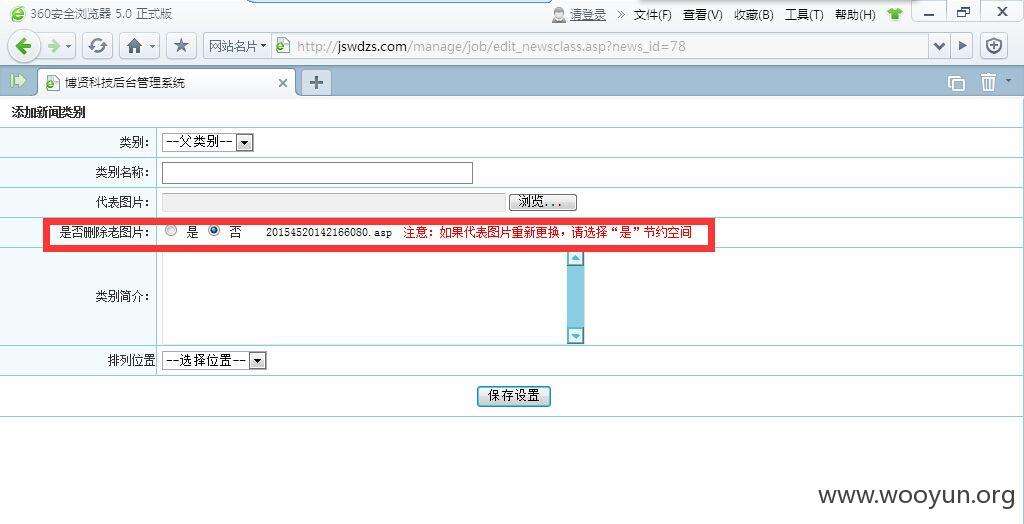 360安全浏览器 5.0 正式版 请登录 » 文件(F) 查看(V) 收藏(B) 工具(T) 帮助(H)
网站名片 http://jswdzs.com/manage/job/edit_newsclass.asp?news_id=78
博贤科技后台管理系统
添加新闻类别
类别： --父类别--
类别名称：
代表图片： 浏览...
是否删除老图片： 是 否 20154520142166080.asp 注意：如果代表图片重新更换，请选择“是”节约空间
类别简介：
排列位置 --选择位置--
保存设置
www.wooyun.org